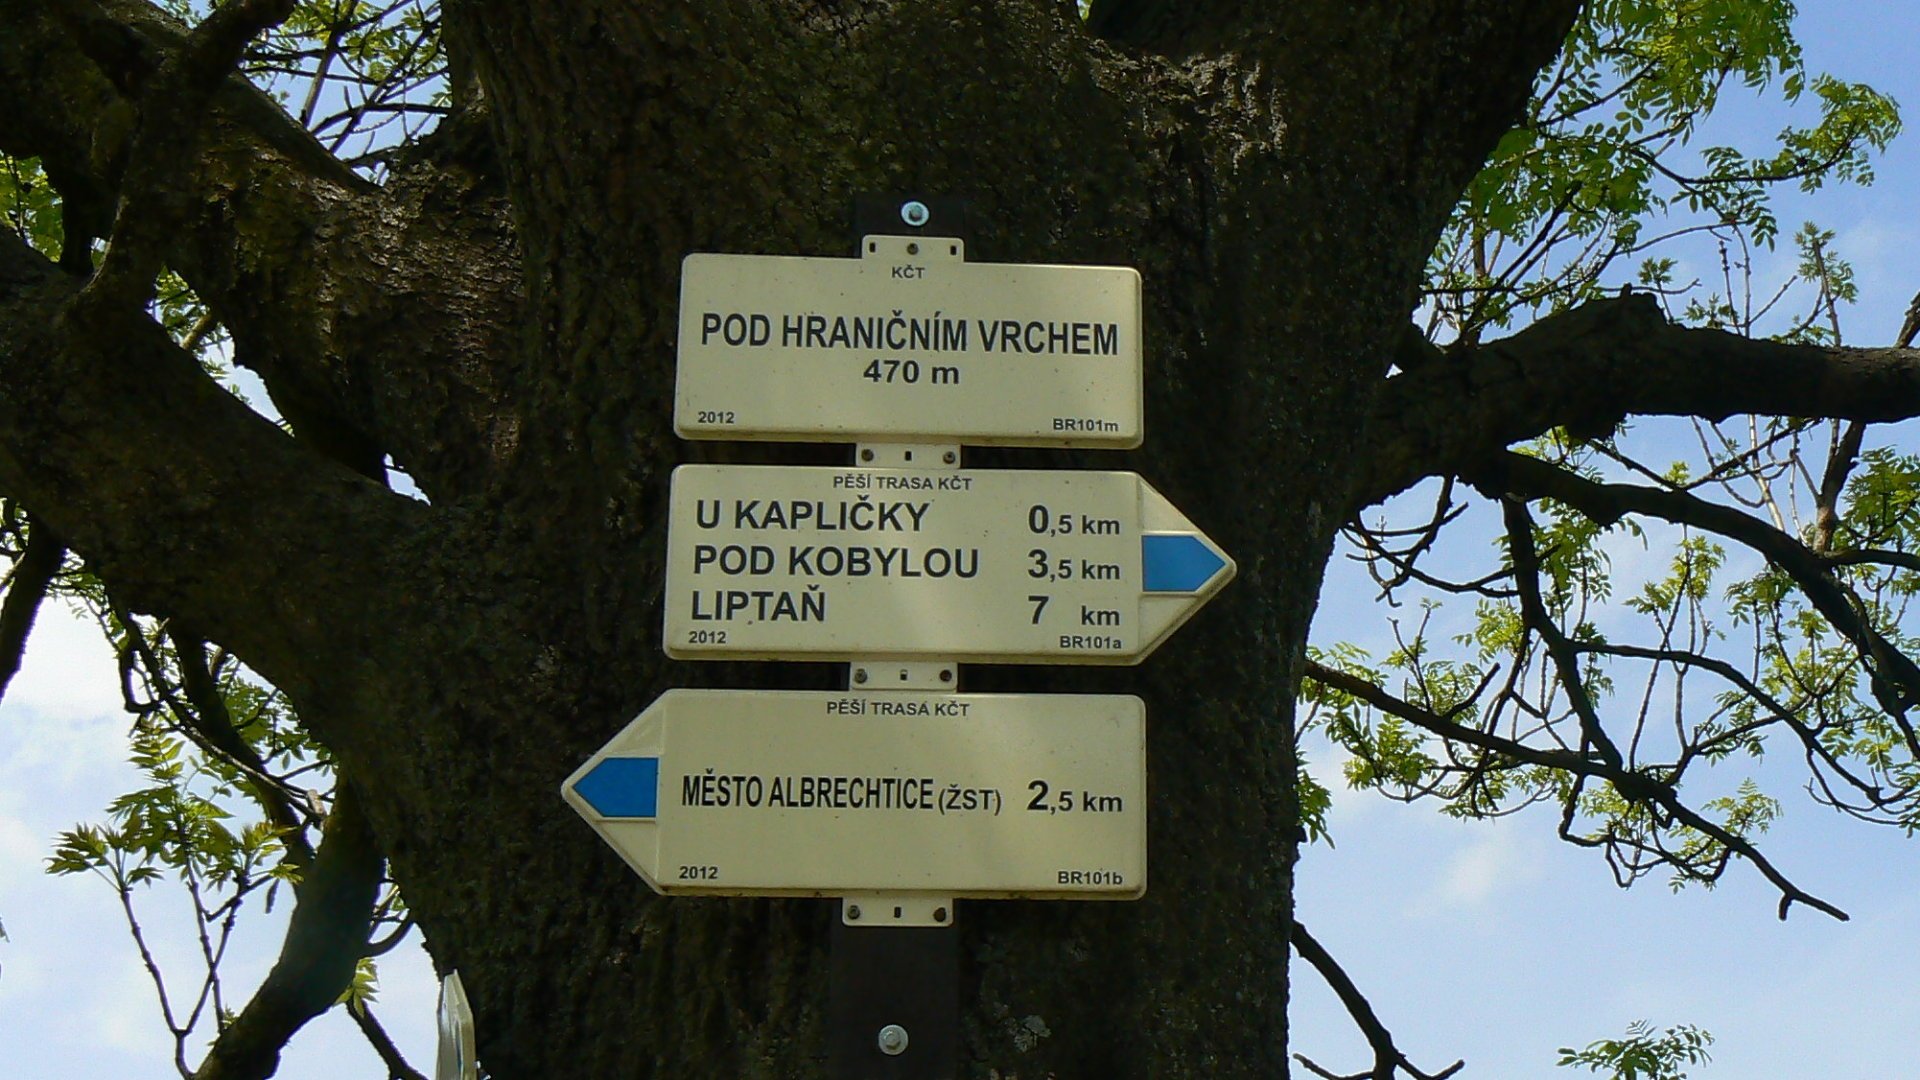 KČT
POD HRANIČNÍM VRCHEM
470 m
2012 BR101m
PĚŠÍ TRASA KČT
U KAPLIČKY 0,5 km
POD KOBYLOU 3,5 km
LIPTAŇ 7 km
2012 BR101a
PĚŠÍ TRASA KČT
MĚSTO ALBRECHTICE (ŽST) 2,5 km
2012 BR101b